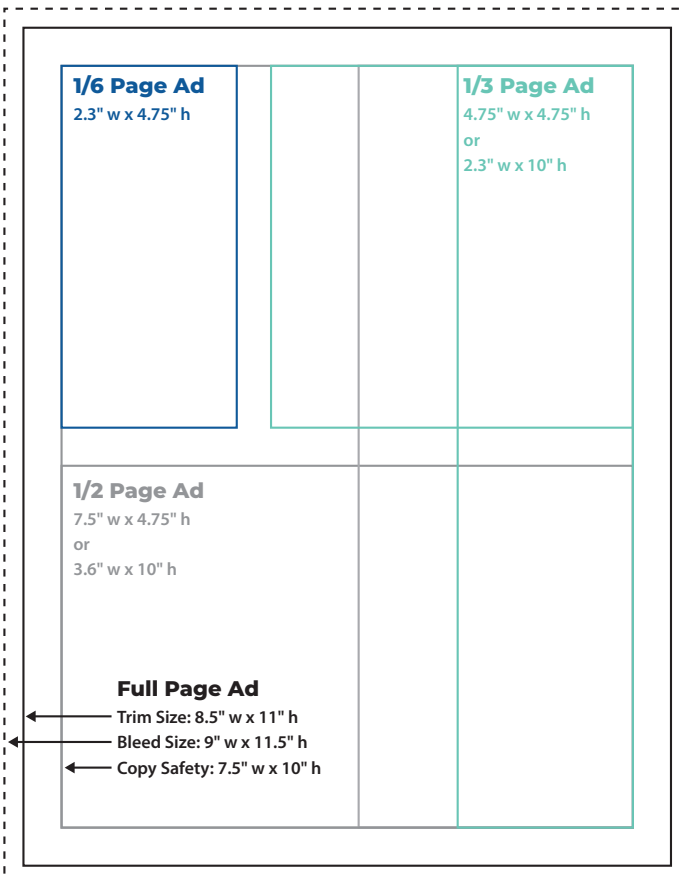 1/6 Page Ad
2.3" w x 4.75" h
1/3 Page Ad
4.75" w x 4.75" h
or
2.3" w x 10" h
1/2 Page Ad
7.5" w x 4.75" h
or
3.6" w x 10" h
Full Page Ad
Trim Size: 8.5" w x 11" h
Bleed Size: 9" w x 11.5" h
Copy Safety: 7.5" w x 10" h